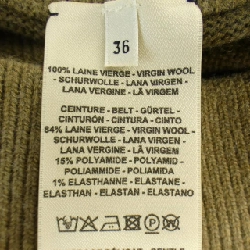 36
100% LAINE VIERGE - VIRGIN WOOL
- SCHURWOLLE - LANA VERGEN -
LANA VERGINE - LÃ VIRGEM
CEINTURE - BELT - GÜRTEL -
CINTURÓN - CINTURA - CINTO
84% LAINE VIERGE - VIRGIN WOOL
- SCHURWOLLE - LANA VIRGEN -
LANA VERGINE - LÃ VIRGEM
15% POLYAMIDE - POLYAMID -
POLIAMMIDE - POLIAMIDA
1% ELASTHANNE - ELASTANE -
ELASTHAN - ELASTAN - ELASTANO
P